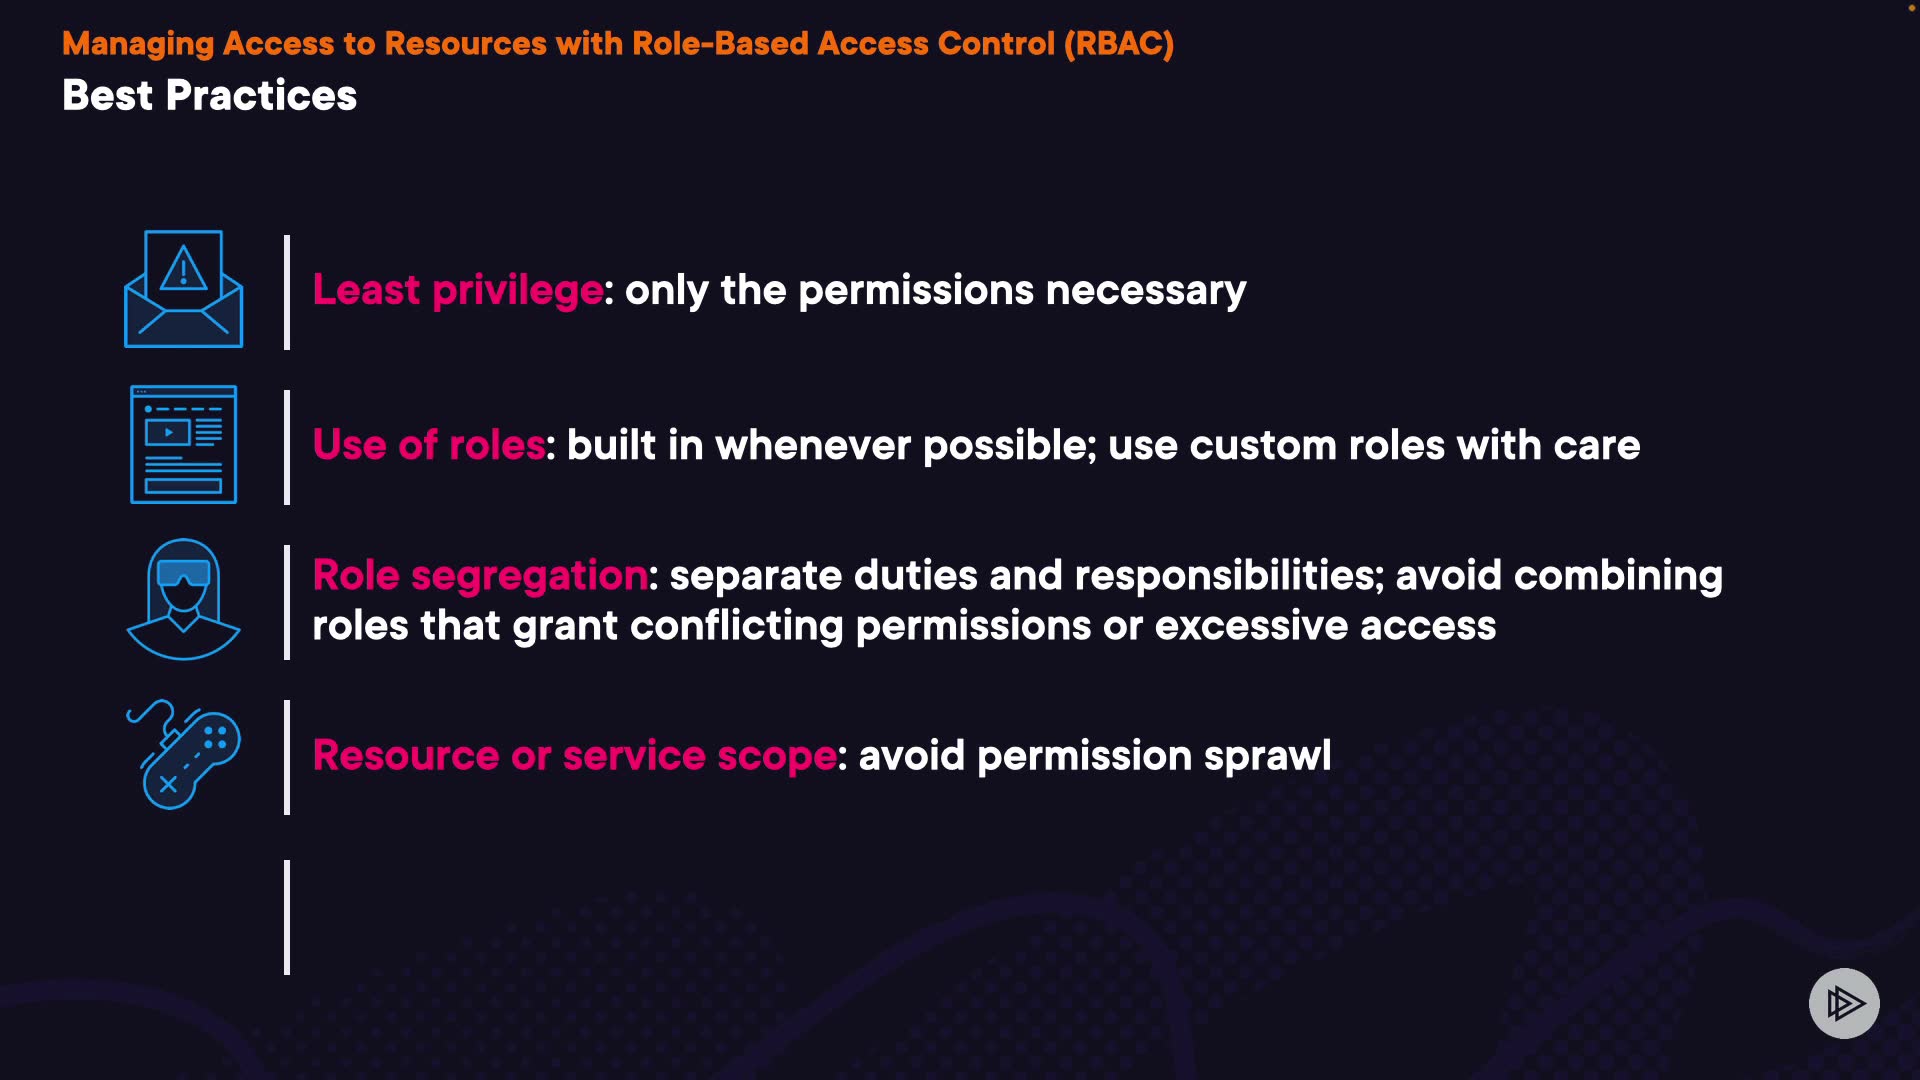 Managing Access to Resources with Role-Based Access Control (RBAC)
Best Practices
Least privilege: only the permissions necessary
Use of roles: built in whenever possible; use custom roles with care
Role segregation: separate duties and responsibilities; avoid combining
roles that grant conflicting permissions or excessive access
Resource or service scope: avoid permission sprawl